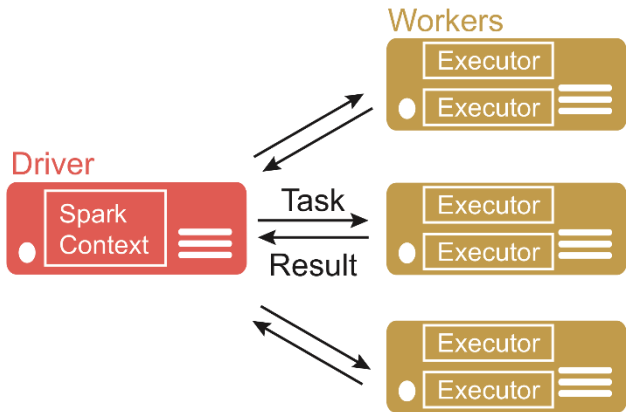 Workers
Executor
Executor
Driver
Spark
Context
Task
Result
Executor
Executor
Executor
Executor